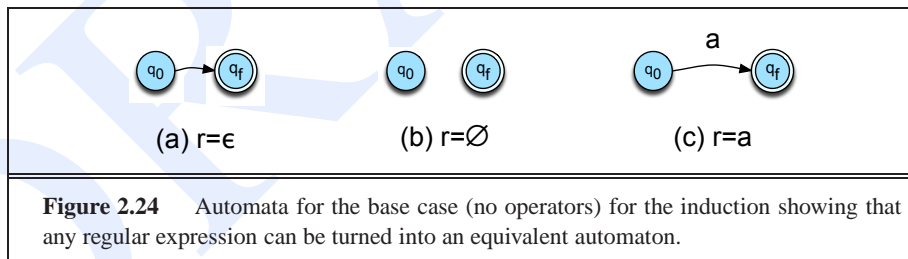 a
q0 qf q0 qf q0 qf
(a) r=ϵ (b) r=∅ (c) r=a
Figure 2.24 Automata for the base case (no operators) for the induction showing that
any regular expression can be turned into an equivalent automaton.